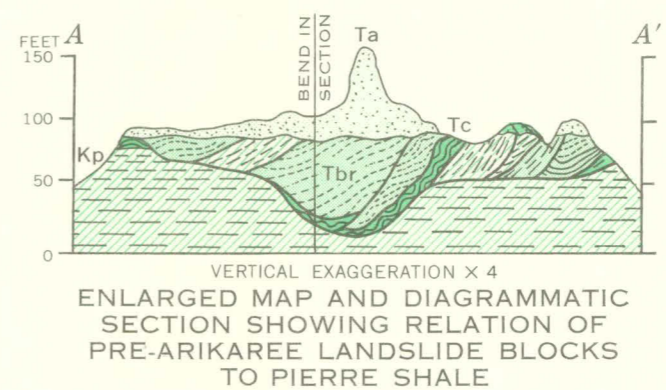 FEET A
A'
150
100
50
0
BEND IN
SECTION
Ta
Tc
Kp
Tbr
VERTICAL EXAGGERATION × 4
ENLARGED MAP AND DIAGRAMMATIC
SECTION SHOWING RELATION OF
PRE-ARIKAREE LANDSLIDE BLOCKS
TO PIERRE SHALE